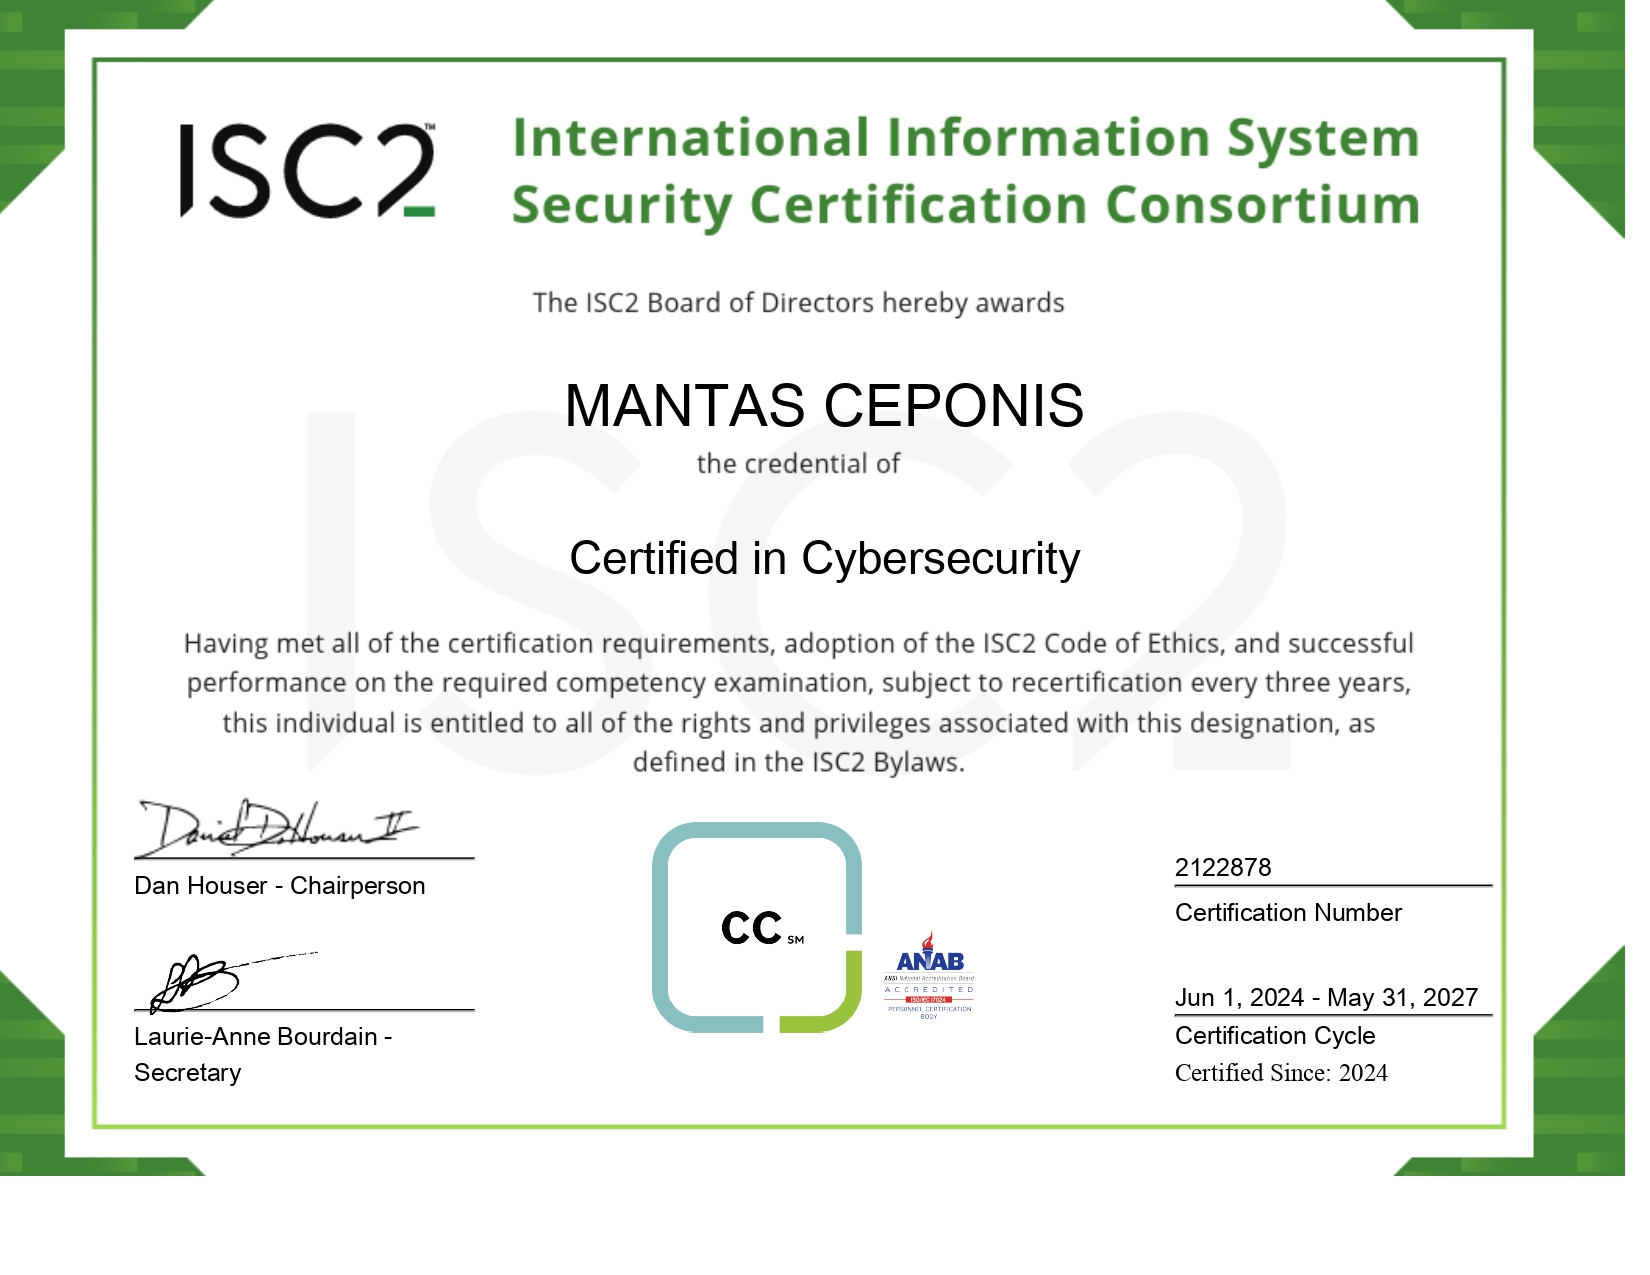 ISC2™
International Information System
Security Certification Consortium
The ISC2 Board of Directors hereby awards
MANTAS CEPONIS
the credential of
Certified in Cybersecurity
Having met all of the certification requirements, adoption of the ISC2 Code of Ethics, and successful
performance on the required competency examination, subject to recertification every three years,
this individual is entitled to all of the rights and privileges associated with this designation, as
defined in the ISC2 Bylaws.
Dan Houser - Chairperson
Laurie-Anne Bourdain -
Secretary
CC SM
ANAB
ANSI National Accreditation Board
ACCREDITED
ISO/IEC 17024
PERSONNEL CERTIFICATION
BODY
2122878
Certification Number
Jun 1, 2024 - May 31, 2027
Certification Cycle
Certified Since: 2024